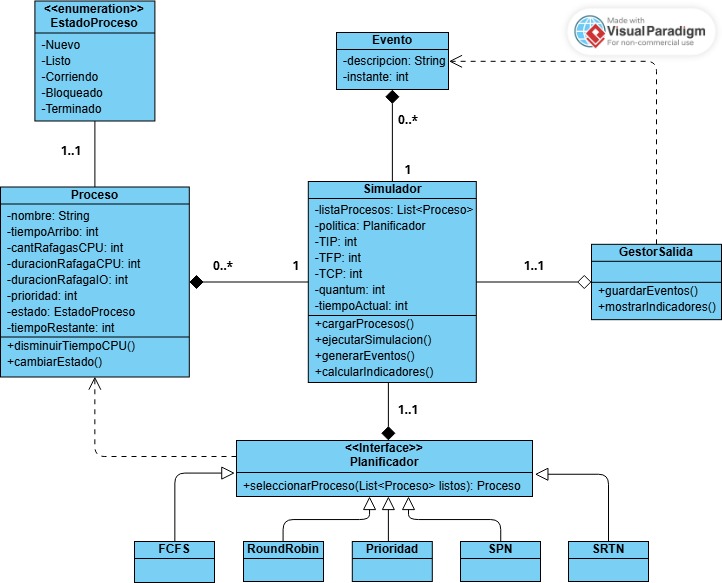 <<enumeration>>
EstadoProceso
-Nuevo
-Listo
-Corriendo
-Bloqueado
-Terminado
Evento
-descripcion: String
-instante: int
Made with
Visual Paradigm
For non-commercial use
1..1
0..*
1
Proceso
-nombre: String
-tiempoArribo: int
-cantRafagasCPU: int
-duracionRafagaCPU: int
-duracionRafagaIO: int
-prioridad: int
-estado: EstadoProceso
-tiempoRestante: int
+disminuirTiempoCPU()
+cambiarEstado()
0..*
1
Simulador
-listaProcesos: List<Proceso>
-politica: Planificador
-TIP: int
-TFP: int
-TCP: int
-quantum: int
-tiempoActual: int
+cargarProcesos()
+ejecutarSimulacion()
+generarEventos()
+calcularIndicadores()
1..1
GestorSalida
+guardarEventos()
+mostrarIndicadores()
1..1
<<Interface>>
Planificador
+seleccionarProceso(List<Proceso> listos): Proceso
FCFS
RoundRobin
Prioridad
SPN
SRTN